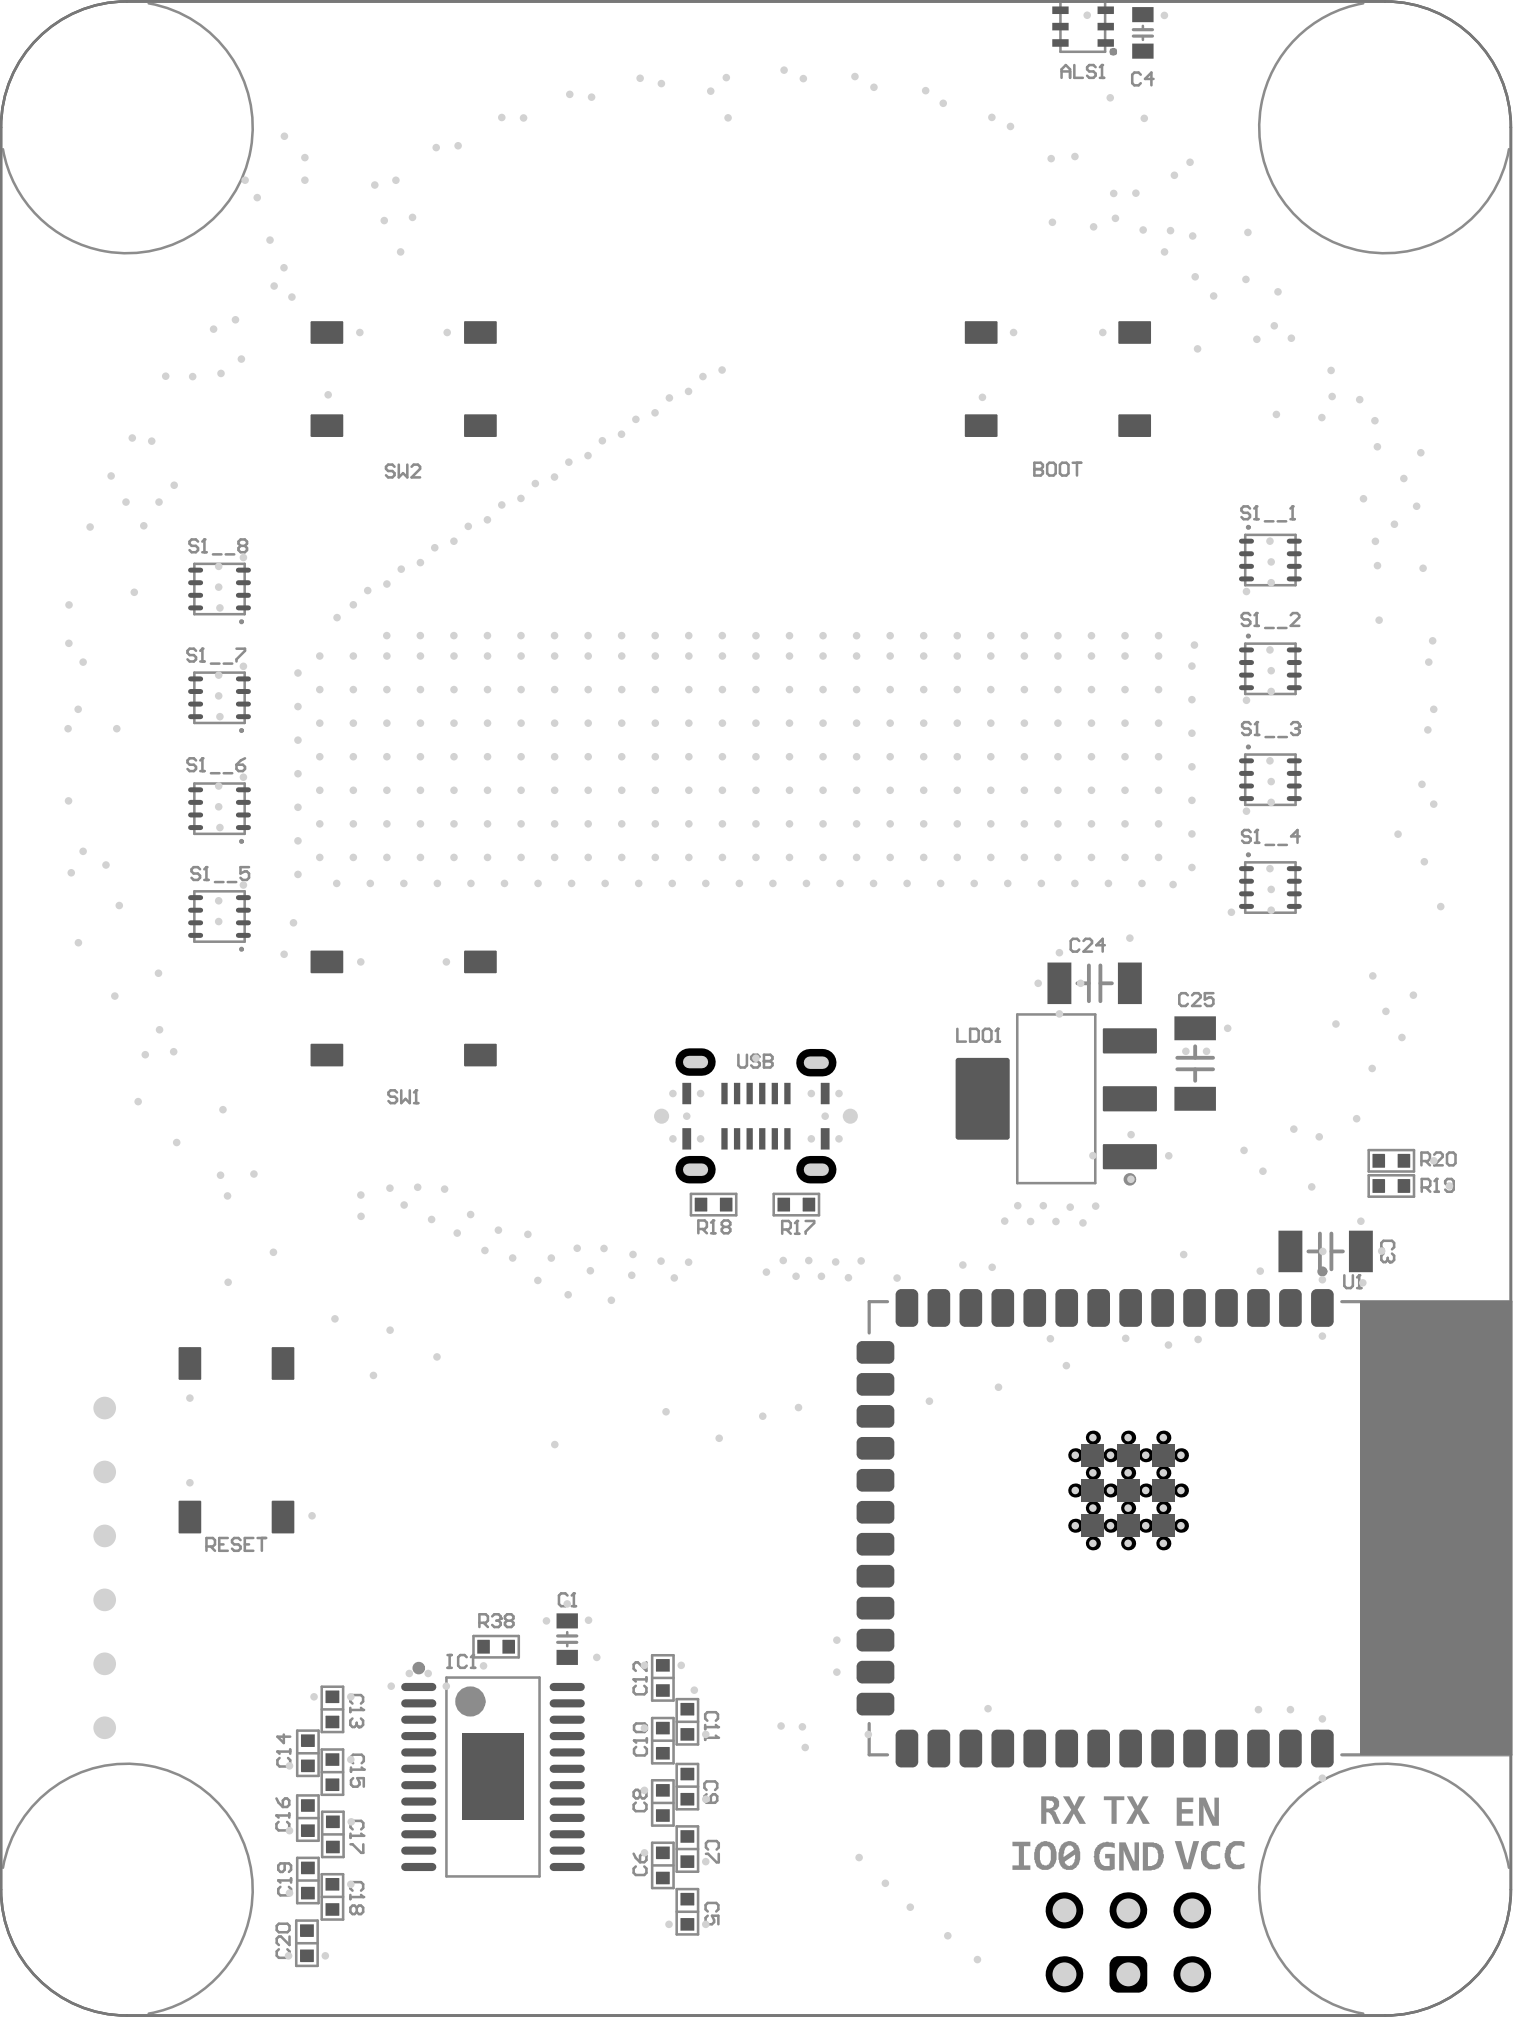 ALS1
C4
SW2
BOOT
S1__1
S1__8
S1__2
S1__7
S1__3
S1__6
S1__4
S1__5
C24
C25
LDO1
USB
SW1
R20
R19
R18
R17
C3
U1
RESET
C1
R38
IC1
C12
C13
C11
C10
C14
C15
C9
C8
C16
C17
C7
C6
C19
C18
C5
C20
RX TX EN
IO0 GND VCC